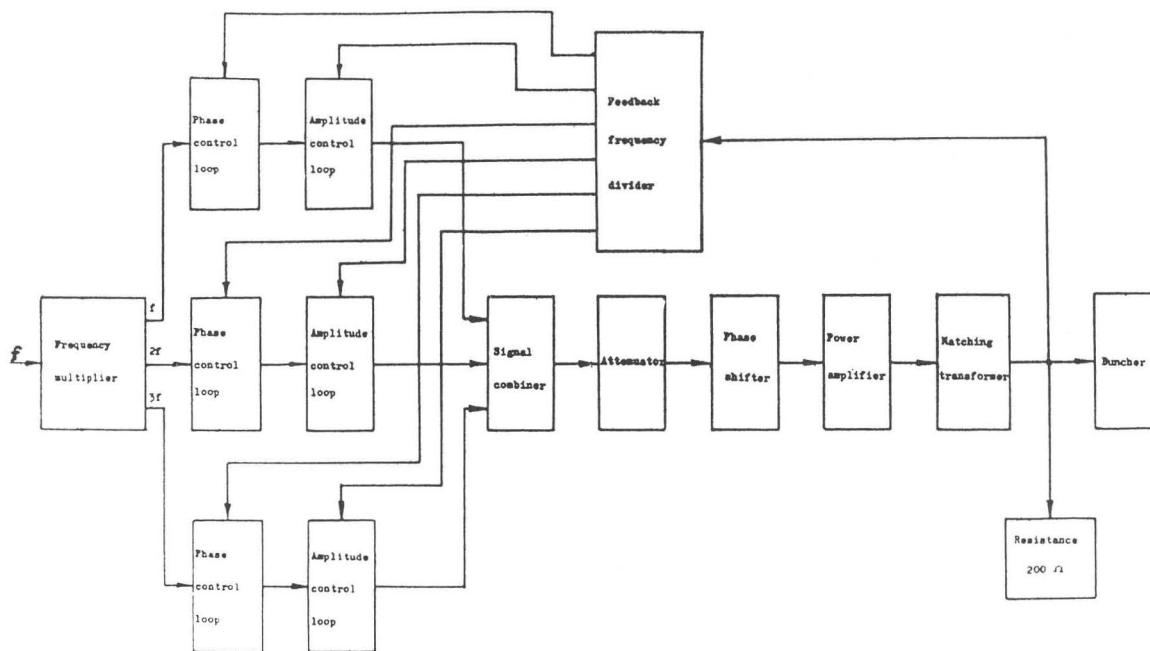 Phase
control
loop
Amplitude
control
loop
Feedback
frequency
divider
f
Frequency
multiplier
f
2f
3f
Phase
control
loop
Amplitude
control
loop
Signal
combiner
Attenuator
Phase
shifter
Power
amplifier
Matching
transformer
Buncher
Phase
control
loop
Amplitude
control
loop
Resistance
200 Ω